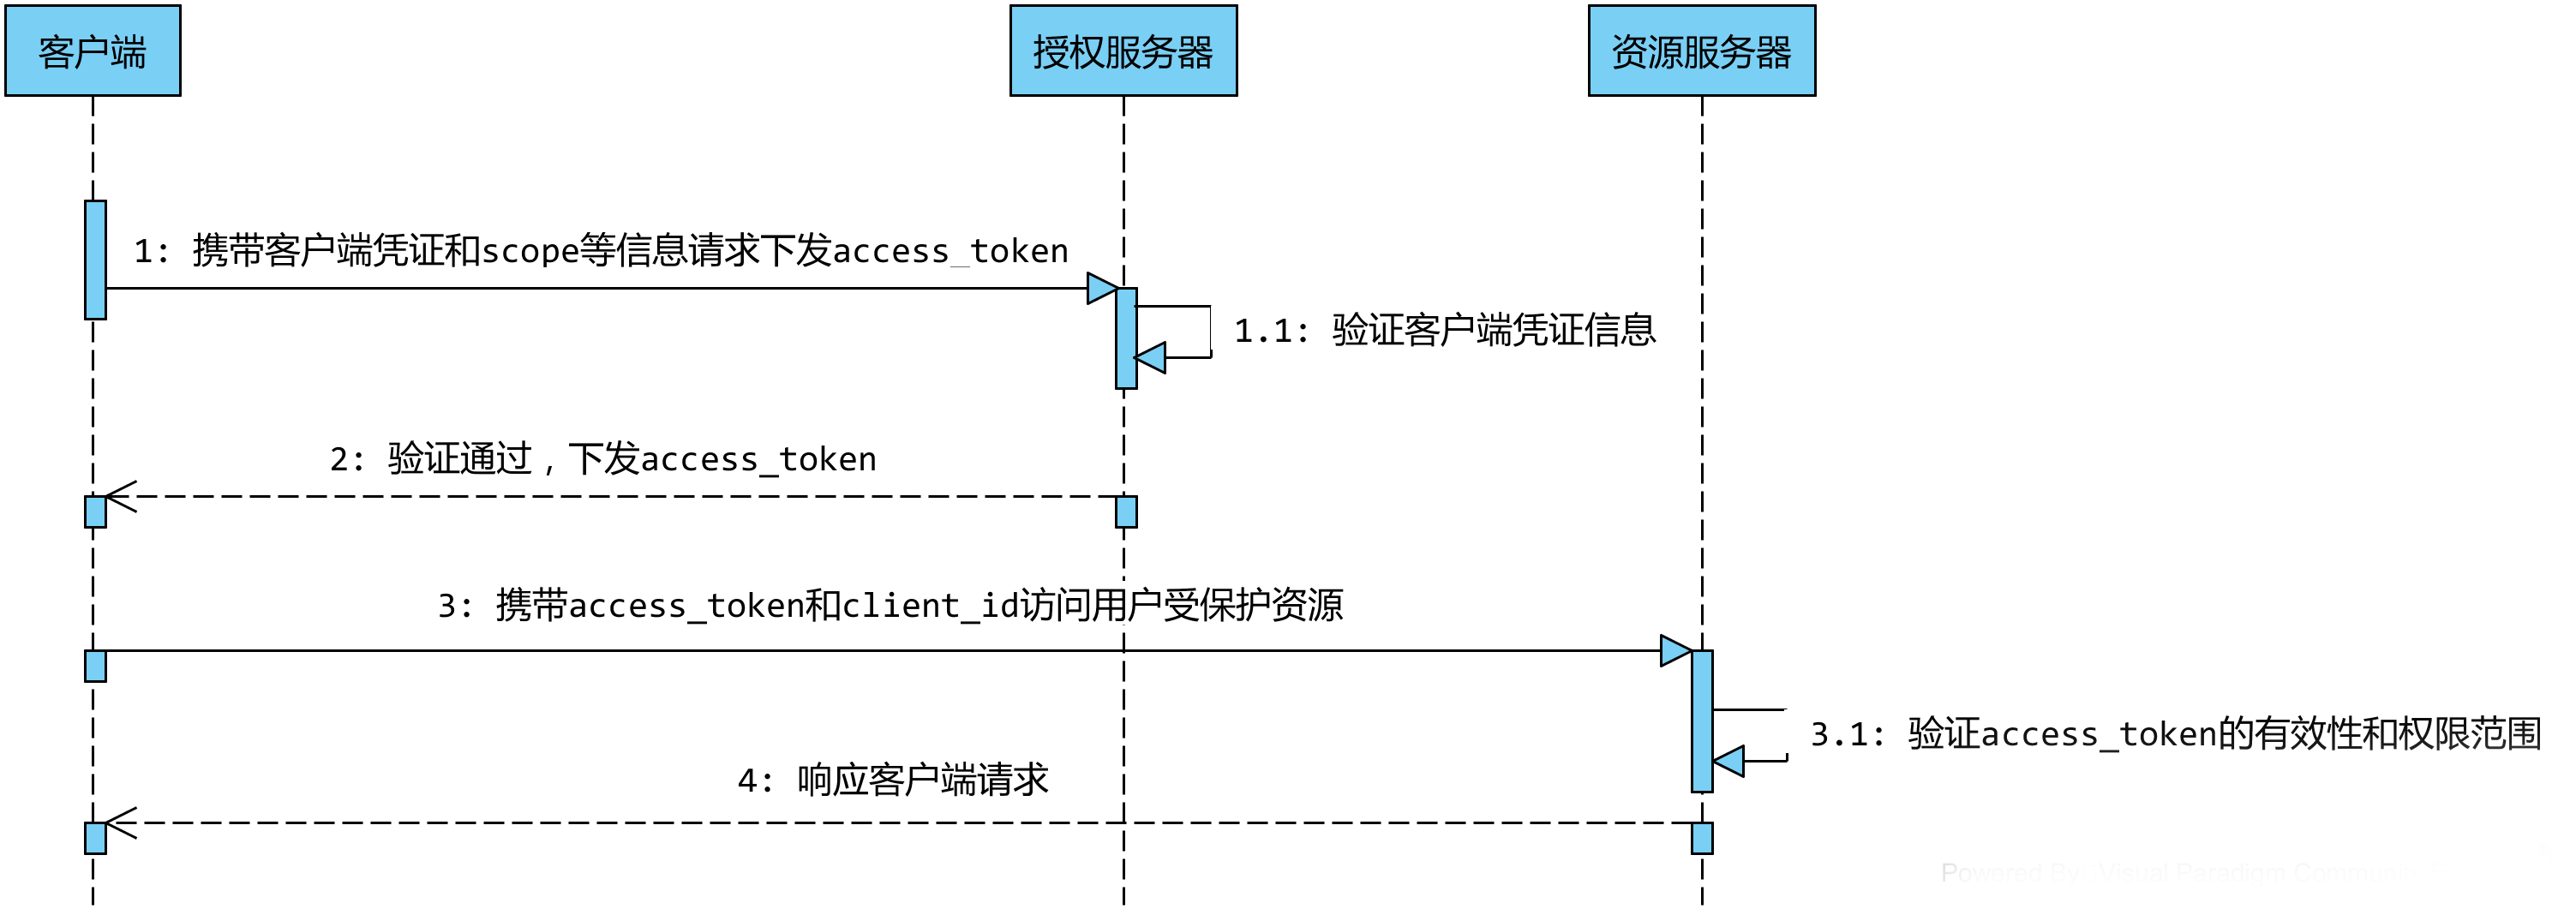 客户端
授权服务器
资源服务器
1: 携带客户端凭证和scope等信息请求下发access_token
1.1: 验证客户端凭证信息
2: 验证通过，下发access_token
3: 携带access_token和client_id访问用户受保护资源
3.1: 验证access_token的有效性和权限范围
4: 响应客户端请求
Powered By Visual Paradigm Communi